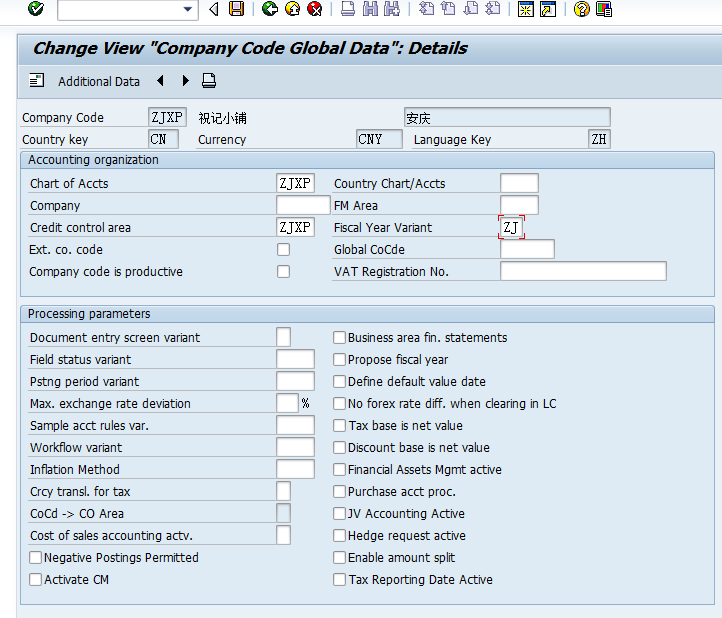 Change View "Company Code Global Data": Details
Additional Data
Company Code ZJXP 祝记小铺 安庆
Country key CN Currency CNY Language Key ZH
Accounting organization
Chart of Accts ZJXP Country Chart/Accts
Company FM Area
Credit control area ZJXP Fiscal Year Variant ZJ
Ext. co. code Global CoCde
Company code is productive VAT Registration No.
Processing parameters
Document entry screen variant Business area fin. statements
Field status variant Propose fiscal year
Pstng period variant Define default value date
Max. exchange rate deviation % No forex rate diff. when clearing in LC
Sample acct rules var. Tax base is net value
Workflow variant Discount base is net value
Inflation Method Financial Assets Mgmt active
Crcy transl. for tax Purchase acct proc.
CoCd -> CO Area JV Accounting Active
Cost of sales accounting actv. Hedge request active
Negative Postings Permitted Enable amount split
Activate CM Tax Reporting Date Active